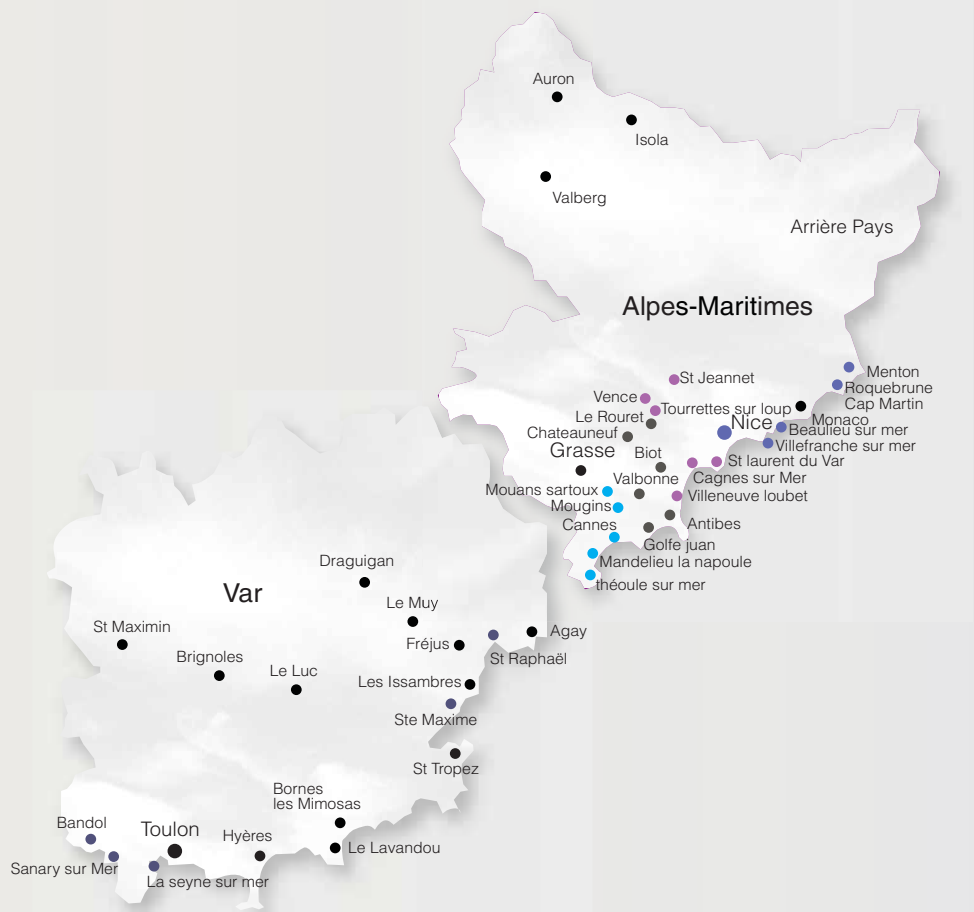 Auron
Isola
Valberg
Arrière Pays
Alpes-Maritimes
Menton
St Jeannet
Roquebrune
Cap Martin
Vence
Tourrettes sur loup
Le Rouret
Monaco
Nice
Beaulieu sur mer
Chateauneuf
Villefranche sur mer
Grasse
Biot
St laurent du Var
Cagnes sur Mer
Valbonne
Mouans sartoux
Villeneuve loubet
Mougins
Cannes
Antibes
Golfe juan
Mandelieu la napoule
théoule sur mer
Draguigan
Var
Le Muy
St Maximin
Agay
Fréjus
St Raphaël
Brignoles
Le Luc
Les Issambres
Ste Maxime
St Tropez
Bornes
les Mimosas
Bandol
Toulon
Hyères
Le Lavandou
Sanary sur Mer
La seyne sur mer